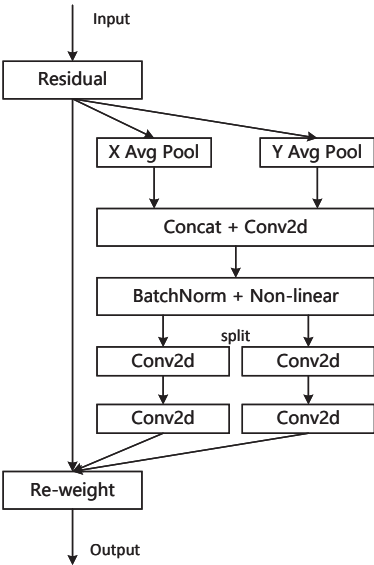 Input
Residual
X Avg Pool
Y Avg Pool
Concat + Conv2d
BatchNorm + Non-linear
split
Conv2d
Conv2d
Conv2d
Conv2d
Re-weight
Output